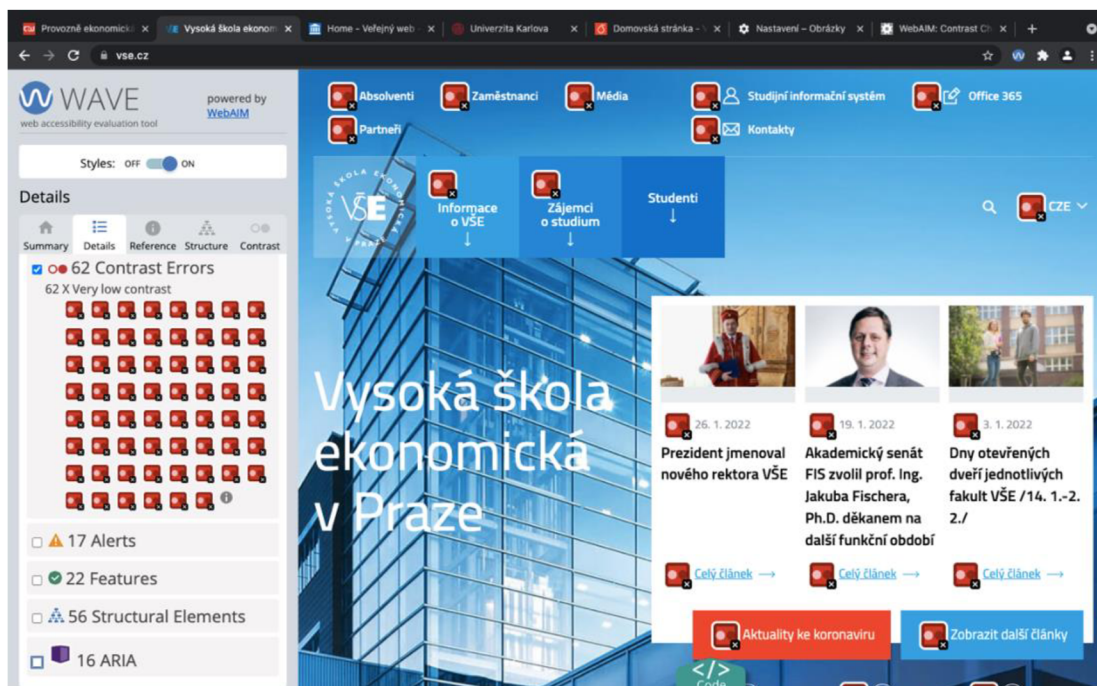 Provozně ekonomick
Vysoká škola ekonom
Home - Veřejný web -
Univerzita Karlova
Domovská stránka - V
Nastavení – Obrázky
WebAIM: Contrast Ch
vse.cz
WAVE
web accessibility evaluation tool
powered by
WebAIM
Styles: OFF ON
Details
Summary Details Reference Structure Contrast
62 Contrast Errors
62 X Very low contrast
17 Alerts
22 Features
56 Structural Elements
16 ARIA
Absolventi Zaměstnanci Média Studijní informační systém Office 365
Partneři Kontakty
VYSOKÁ ŠKOLA EKONOMICKÁ V PRAZE
VŠE
Informace
o VŠE
↓
Zájemci
o studium
↓
Studenti
↓
CZE
Vysoká škola
ekonomická
v Praze
26. 1. 2022
Prezident jmenoval
nového rektora VŠE
Celý článek →
19. 1. 2022
Akademický senát
FIS zvolil prof. Ing.
Jakuba Fischera,
Ph.D. děkanem na
další funkční období
Celý článek →
3. 1. 2022
Dny otevřených
dveří jednotlivých
fakult VŠE /14. 1.-2.
2./
Celý článek →
Aktuality ke koronaviru
Zobrazit další články
</>
Code